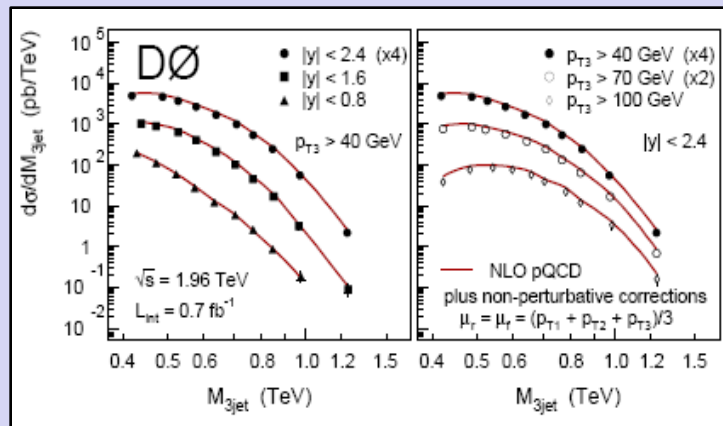 dσ/dM3jet (pb/TeV)
10^5
10^4
10^3
10^2
10
1
10^-1
10^-2
10
DØ
|y| < 2.4 (x4)
|y| < 1.6
|y| < 0.8
pT3 > 40 GeV
√s = 1.96 TeV
Lint = 0.7 fb^-1
0.4 0.5 0.6 0.8 1.0 1.2
M3jet (TeV)
pT3 > 40 GeV (x4)
pT3 > 70 GeV (x2)
pT3 > 100 GeV
|y| < 2.4
NLO pQCD
plus non-perturbative corrections
μr = μf = (pT1 + pT2 + pT3)/3
0.4 0.5 0.6 0.8 1.0 1.2
M3jet (TeV)